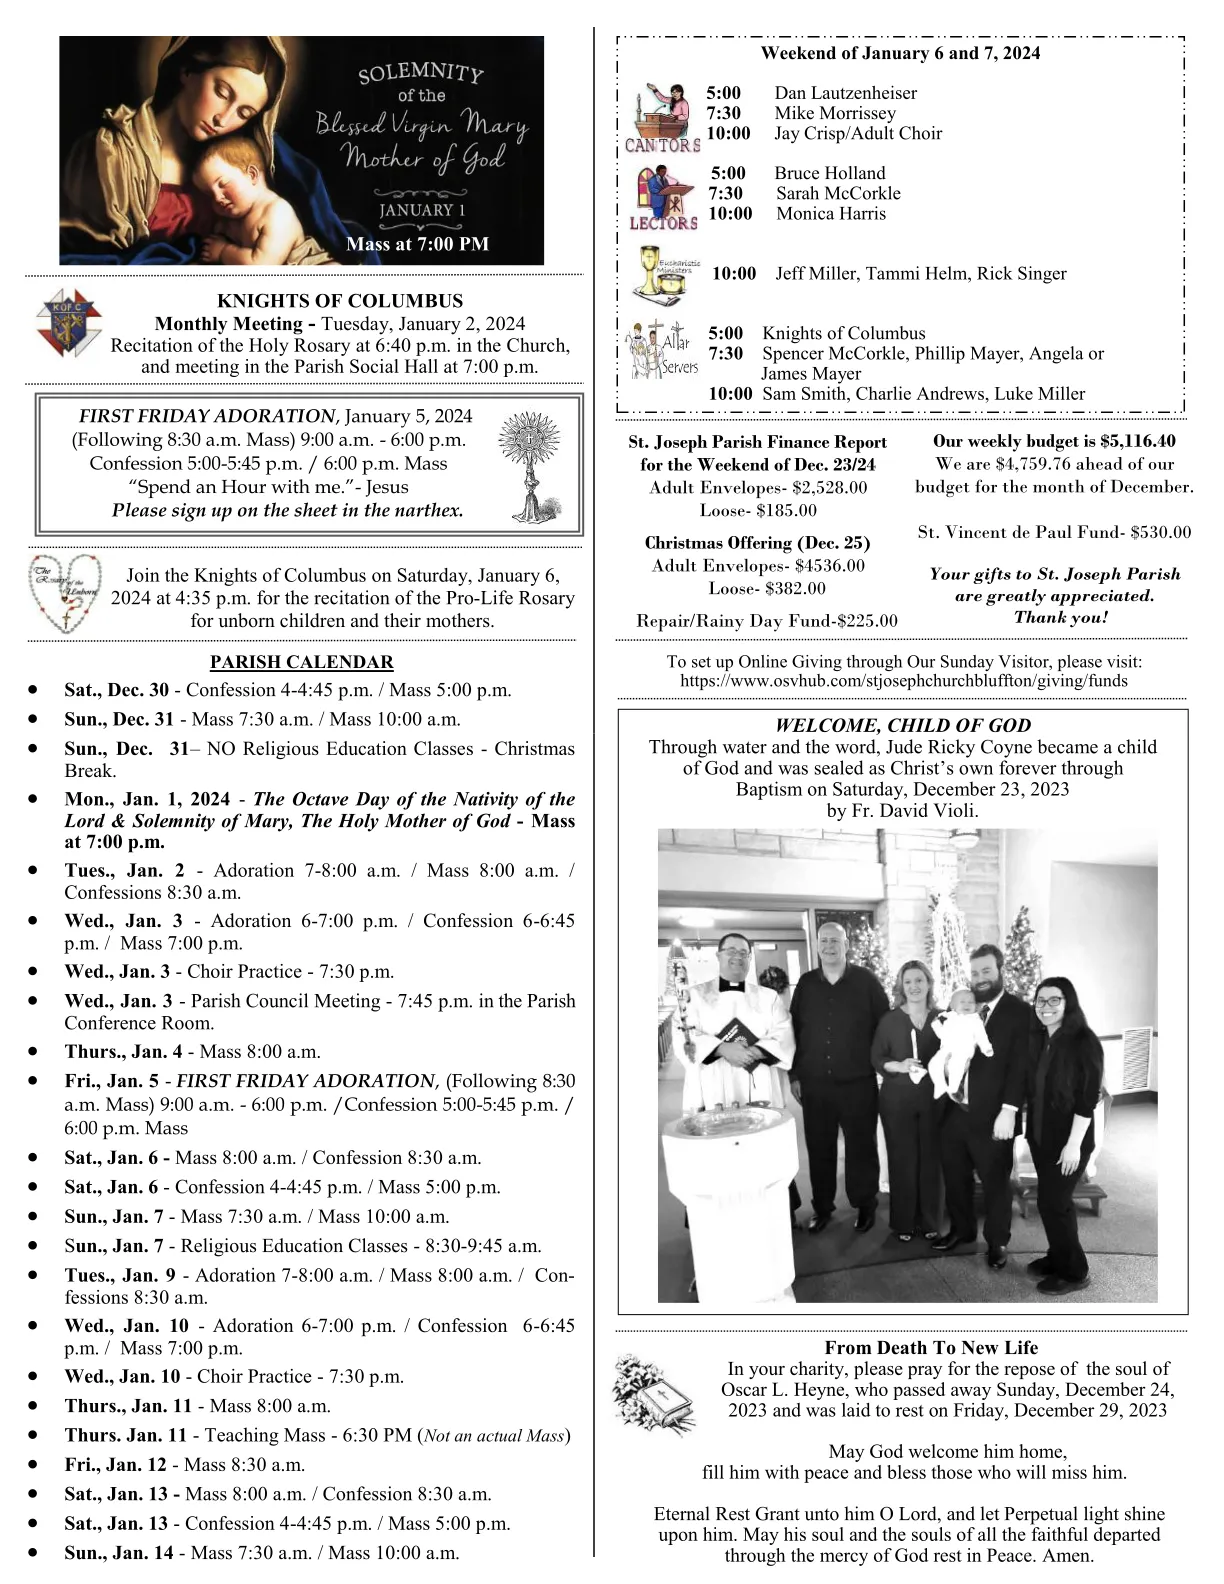 SOLEMNITY
of the
Blessed Virgin Mary
Mother of God
JANUARY 1
Mass at 7:00 PM
K OF C
KNIGHTS OF COLUMBUS
Monthly Meeting - Tuesday, January 2, 2024
Recitation of the Holy Rosary at 6:40 p.m. in the Church,
and meeting in the Parish Social Hall at 7:00 p.m.
FIRST FRIDAY ADORATION, January 5, 2024
(Following 8:30 a.m. Mass) 9:00 a.m. - 6:00 p.m.
Confession 5:00-5:45 p.m. / 6:00 p.m. Mass
“Spend an Hour with me.”- Jesus
Please sign up on the sheet in the narthex.
The
Rosary of the
Unborn
Join the Knights of Columbus on Saturday, January 6,
2024 at 4:35 p.m. for the recitation of the Pro-Life Rosary
for unborn children and their mothers.
PARISH CALENDAR
• Sat., Dec. 30 - Confession 4-4:45 p.m. / Mass 5:00 p.m.
• Sun., Dec. 31 - Mass 7:30 a.m. / Mass 10:00 a.m.
• Sun., Dec. 31– NO Religious Education Classes - Christmas
Break.
• Mon., Jan. 1, 2024 - The Octave Day of the Nativity of the
Lord & Solemnity of Mary, The Holy Mother of God - Mass
at 7:00 p.m.
• Tues., Jan. 2 - Adoration 7-8:00 a.m. / Mass 8:00 a.m. /
Confessions 8:30 a.m.
• Wed., Jan. 3 - Adoration 6-7:00 p.m. / Confession 6-6:45
p.m. / Mass 7:00 p.m.
• Wed., Jan. 3 - Choir Practice - 7:30 p.m.
• Wed., Jan. 3 - Parish Council Meeting - 7:45 p.m. in the Parish
Conference Room.
• Thurs., Jan. 4 - Mass 8:00 a.m.
• Fri., Jan. 5 - FIRST FRIDAY ADORATION, (Following 8:30
a.m. Mass) 9:00 a.m. - 6:00 p.m. /Confession 5:00-5:45 p.m. /
6:00 p.m. Mass
• Sat., Jan. 6 - Mass 8:00 a.m. / Confession 8:30 a.m.
• Sat., Jan. 6 - Confession 4-4:45 p.m. / Mass 5:00 p.m.
• Sun., Jan. 7 - Mass 7:30 a.m. / Mass 10:00 a.m.
• Sun., Jan. 7 - Religious Education Classes - 8:30-9:45 a.m.
• Tues., Jan. 9 - Adoration 7-8:00 a.m. / Mass 8:00 a.m. / Con-
fessions 8:30 a.m.
• Wed., Jan. 10 - Adoration 6-7:00 p.m. / Confession 6-6:45
p.m. / Mass 7:00 p.m.
• Wed., Jan. 10 - Choir Practice - 7:30 p.m.
• Thurs., Jan. 11 - Mass 8:00 a.m.
• Thurs. Jan. 11 - Teaching Mass - 6:30 PM (Not an actual Mass)
• Fri., Jan. 12 - Mass 8:30 a.m.
• Sat., Jan. 13 - Mass 8:00 a.m. / Confession 8:30 a.m.
• Sat., Jan. 13 - Confession 4-4:45 p.m. / Mass 5:00 p.m.
• Sun., Jan. 14 - Mass 7:30 a.m. / Mass 10:00 a.m.
Weekend of January 6 and 7, 2024
CANTORS
5:00 Dan Lautzenheiser
7:30 Mike Morrissey
10:00 Jay Crisp/Adult Choir
LECTORS
5:00 Bruce Holland
7:30 Sarah McCorkle
10:00 Monica Harris
Eucharistic
Ministers
10:00 Jeff Miller, Tammi Helm, Rick Singer
Altar
Servers
5:00 Knights of Columbus
7:30 Spencer McCorkle, Phillip Mayer, Angela or
James Mayer
10:00 Sam Smith, Charlie Andrews, Luke Miller
St. Joseph Parish Finance Report
for the Weekend of Dec. 23/24
Adult Envelopes- $2,528.00
Loose- $185.00
Christmas Offering (Dec. 25)
Adult Envelopes- $4536.00
Loose- $382.00
Repair/Rainy Day Fund-$225.00
Our weekly budget is $5,116.40
We are $4,759.76 ahead of our
budget for the month of December.
St. Vincent de Paul Fund- $530.00
Your gifts to St. Joseph Parish
are greatly appreciated.
Thank you!
To set up Online Giving through Our Sunday Visitor, please visit:
https://www.osvhub.com/stjosephchurchbluffton/giving/funds
WELCOME, CHILD OF GOD
Through water and the word, Jude Ricky Coyne became a child
of God and was sealed as Christ’s own forever through
Baptism on Saturday, December 23, 2023
by Fr. David Violi.
From Death To New Life
In your charity, please pray for the repose of the soul of
Oscar L. Heyne, who passed away Sunday, December 24,
2023 and was laid to rest on Friday, December 29, 2023
May God welcome him home,
fill him with peace and bless those who will miss him.
Eternal Rest Grant unto him O Lord, and let Perpetual light shine
upon him. May his soul and the souls of all the faithful departed
through the mercy of God rest in Peace. Amen.